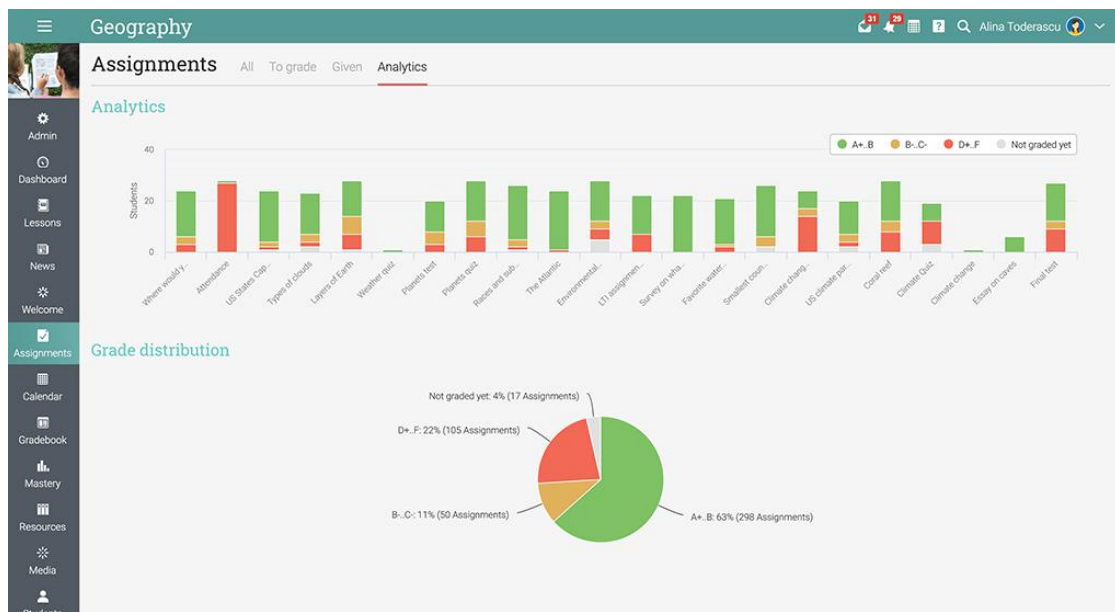 Geography
31
29
?
Alina Toderascu
Assignments All To grade Given Analytics
Analytics
A+..B B-..C- D+..F Not graded yet
40
20
0
Students
Where would y..
Attendance
US States Cap..
Types of clouds
Layers of Earth
Weather quiz
Planets test
Planets quiz
Races and sub..
The Atlantic
Environmental..
LTI assignmen..
Survey on wha..
Favorite water..
Smallest coun..
Climate chang..
US climate par..
Coral reef
Climate Quiz
Climate change
Essay on caves
Final test
Grade distribution
Not graded yet: 4% (17 Assignments)
D+..F: 22% (105 Assignments)
B-..C-: 11% (50 Assignments)
A+..B: 63% (298 Assignments)
Admin
Dashboard
Lessons
News
Welcome
Assignments
Calendar
Gradebook
Mastery
Resources
Media
Students